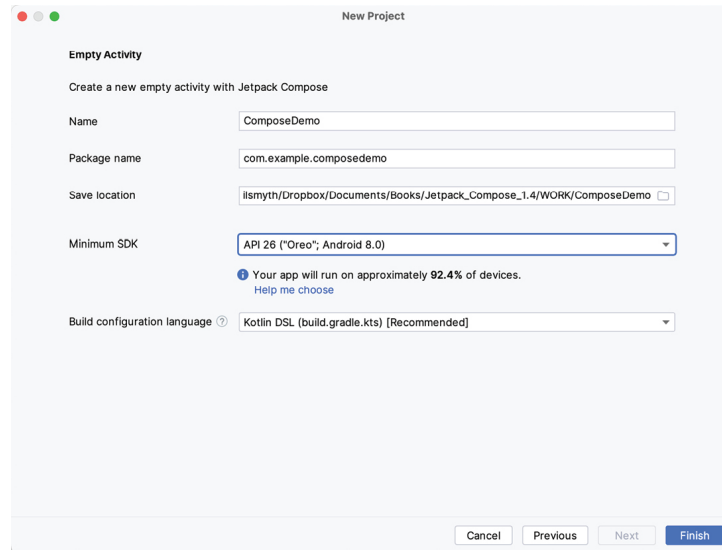 New Project
Empty Activity
Create a new empty activity with Jetpack Compose
Name
ComposeDemo
Package name
com.example.composedemo
Save location
ilsmyth/Dropbox/Documents/Books/Jetpack_Compose_1.4/WORK/ComposeDemo
Minimum SDK
API 26 ("Oreo"; Android 8.0)
Your app will run on approximately 92.4% of devices.
Help me choose
Build configuration language ?
Kotlin DSL (build.gradle.kts) [Recommended]
Cancel
Previous
Next
Finish